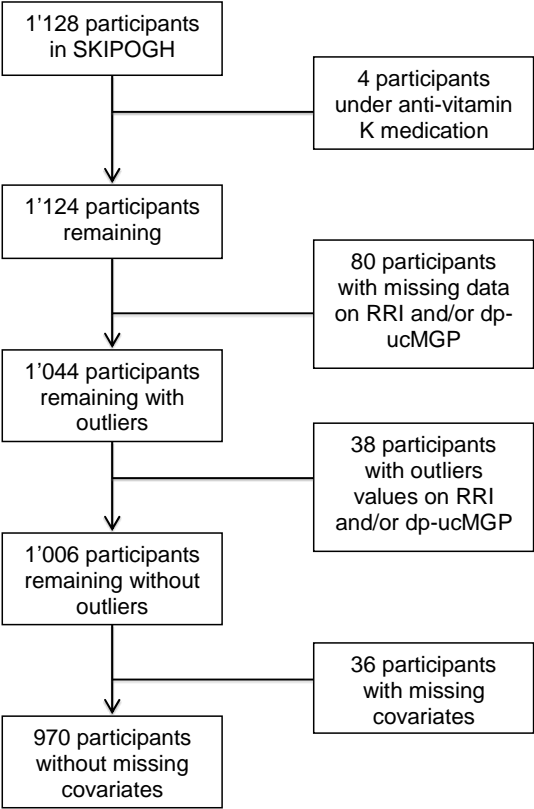 1'128 participants
in SKIPOGH
4 participants
under anti-vitamin
K medication
1'124 participants
remaining
80 participants
with missing data
on RRI and/or dp-
ucMGP
1’044 participants
remaining with
outliers
38 participants
with outliers
values on RRI
and/or dp-ucMGP
1’006 participants
remaining without
outliers
36 participants
with missing
covariates
970 participants
without missing
covariates